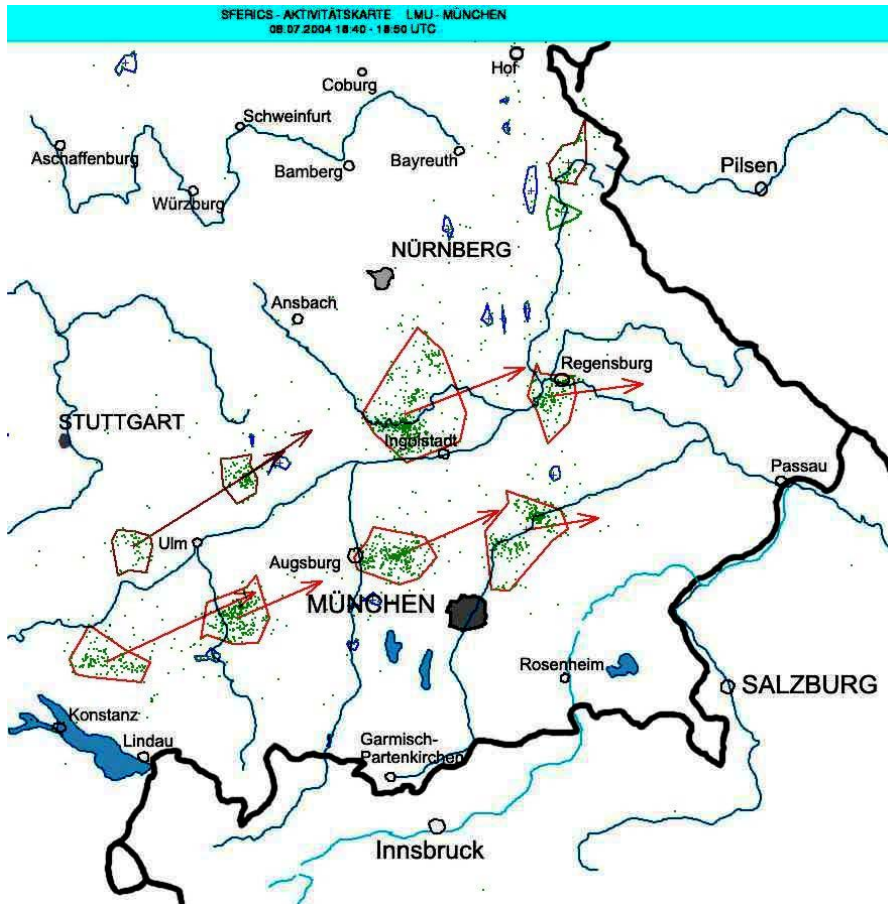 SFERICS - AKTIVITÄTSKARTE LMU - MÜNCHEN
08.07.2004 18:40 - 18:50 UTC
Hof
Coburg
Schweinfurt
Aschaffenburg
Bamberg
Bayreuth
Pilsen
Würzburg
NÜRNBERG
Ansbach
Regensburg
STUTTGART
Ingolstadt
Passau
Ulm
Augsburg
MÜNCHEN
Rosenheim
SALZBURG
Konstanz
Lindau
Garmisch-
Partenkirchen
Innsbruck